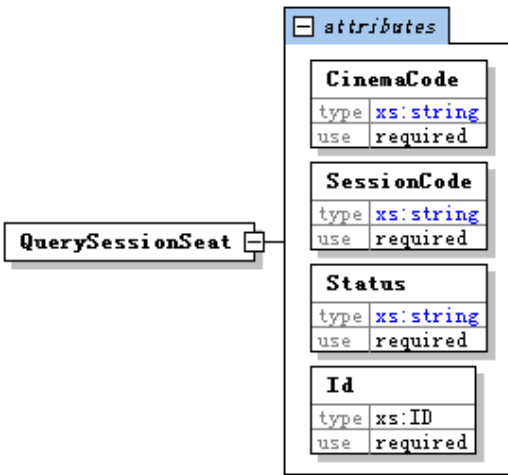 attributes
CinemaCode
type xs:string
use required
SessionCode
type xs:string
use required
QuerySessionSeat
Status
type xs:string
use required
Id
type xs:ID
use required